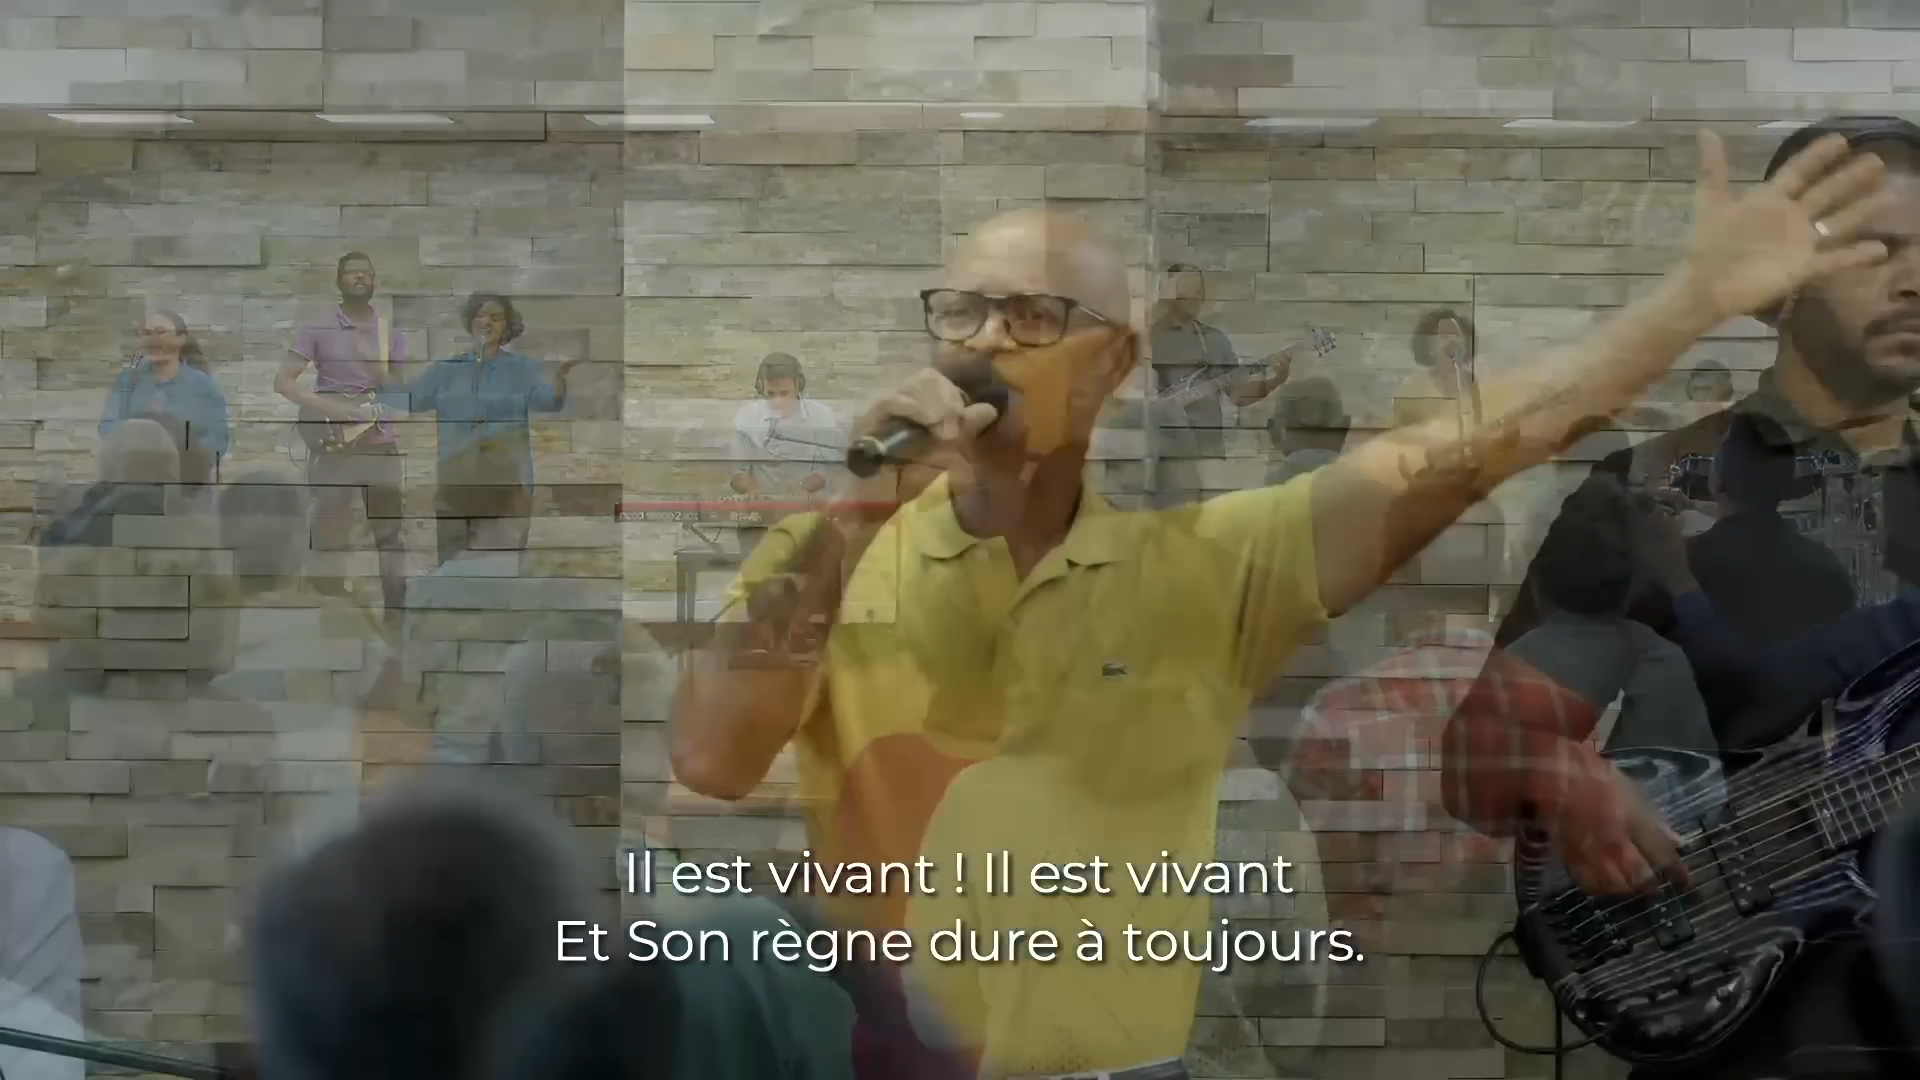 Il est vivant ! Il est vivant
Et Son règne dure à toujours.